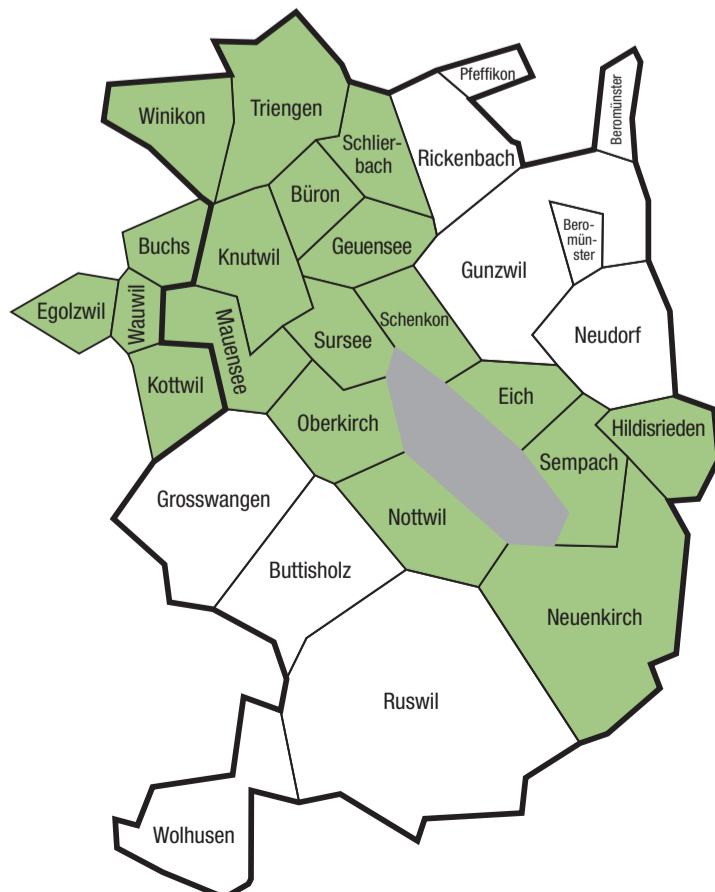 Pfeffikon
Beromünster
Winikon
Triengen
Schlier-
bach
Rickenbach
Büron
Buchs
Knutwil
Geuensee
Bero-
mün-
ster
Gunzwil
Egolzwil
Wauwil
Mauensee
Sursee
Schenkon
Neudorf
Kottwil
Oberkirch
Eich
Hildisrieden
Sempach
Grosswangen
Nottwil
Buttisholz
Neuenkirch
Ruswil
Wolhusen